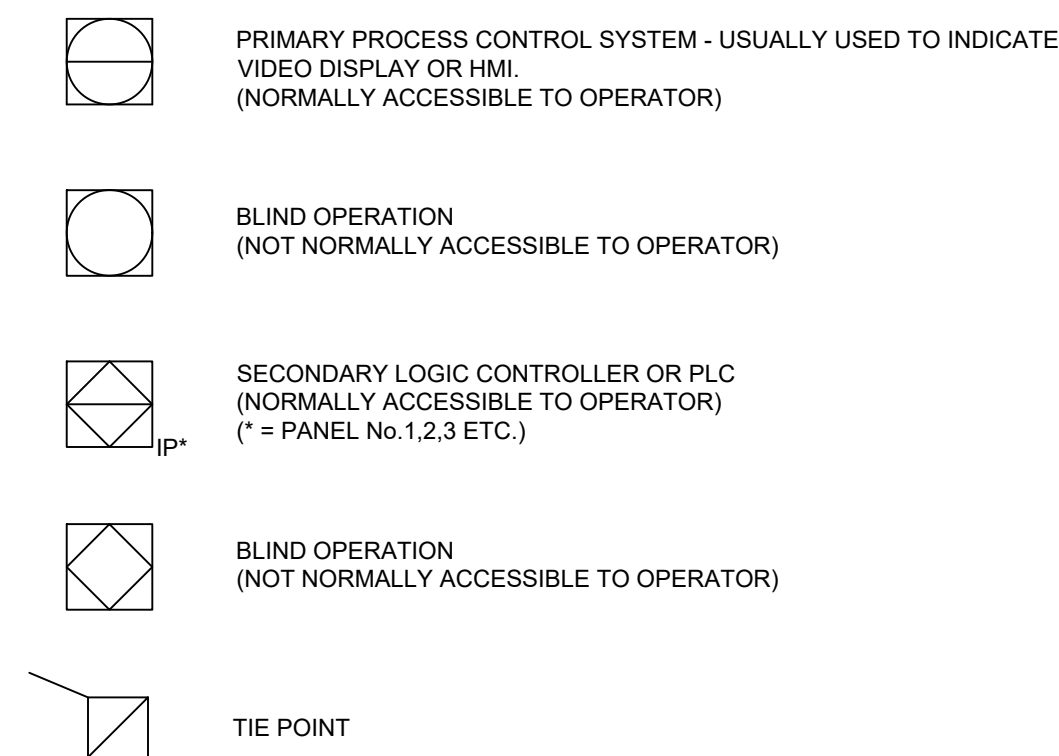 PRIMARY PROCESS CONTROL SYSTEM - USUALLY USED TO INDICATE
VIDEO DISPLAY OR HMI.
(NORMALLY ACCESSIBLE TO OPERATOR)
BLIND OPERATION
(NOT NORMALLY ACCESSIBLE TO OPERATOR)
SECONDARY LOGIC CONTROLLER OR PLC
(NORMALLY ACCESSIBLE TO OPERATOR)
(* = PANEL No.1,2,3 ETC.)
IP*
BLIND OPERATION
(NOT NORMALLY ACCESSIBLE TO OPERATOR)
TIE POINT